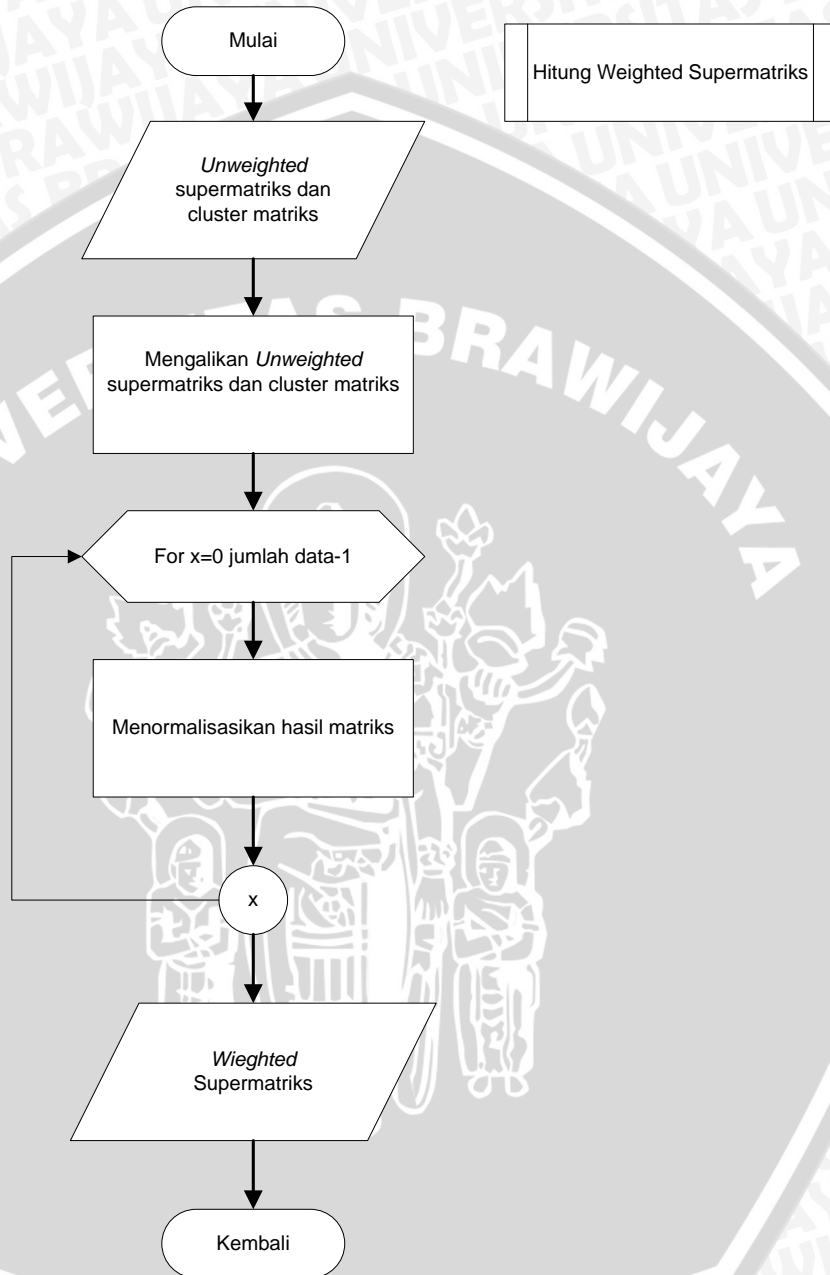 Mulai
Hitung Weighted Supermatriks
Unweighted
supermatriks dan
cluster matriks
Mengalikan Unweighted
supermatriks dan cluster matriks
For x=0 jumlah data-1
Menormalisasikan hasil matriks
x
Wieghted
Supermatriks
Kembali
BRAWIJAYA